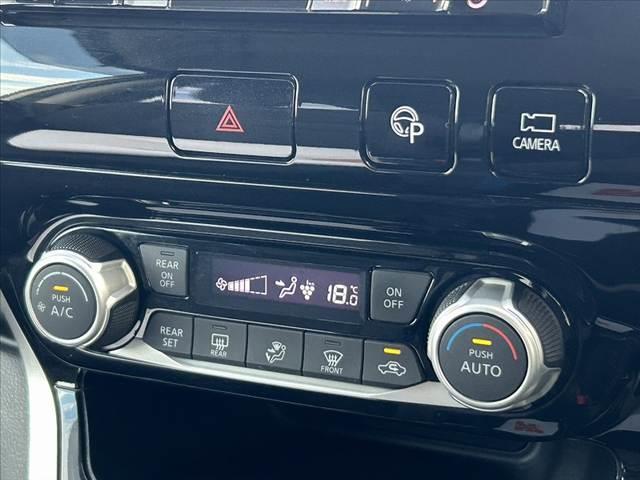 P
CAMERA
REAR
ON
OFF
18.0
°C
ON
OFF
PUSH
A/C
REAR
SET
REAR
FRONT
PUSH
AUTO